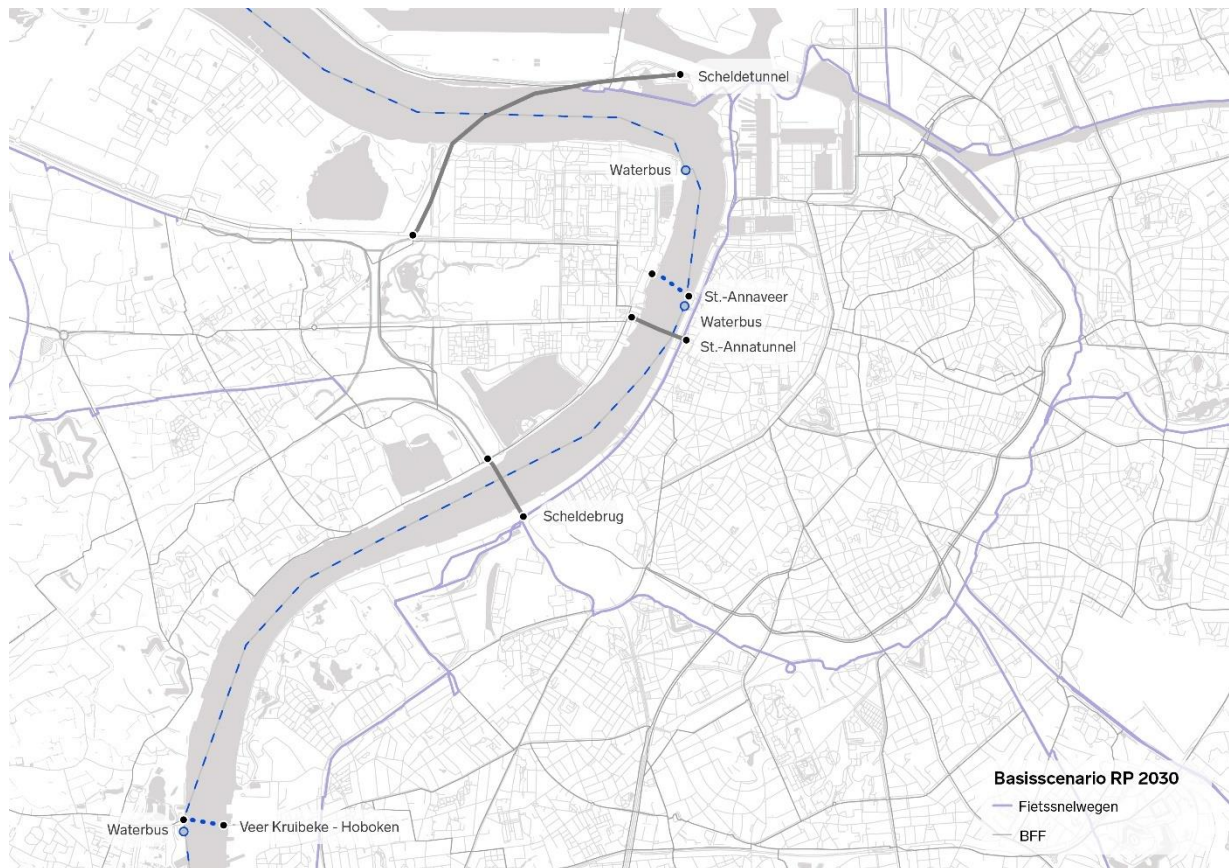 Scheldetunnel
Waterbus
St.-Annaveer
Waterbus
St.-Annatunnel
Scheldebrug
Waterbus
Veer Kruibeke - Hoboken
Basisscenario RP 2030
Fietssnelwegen
BFF